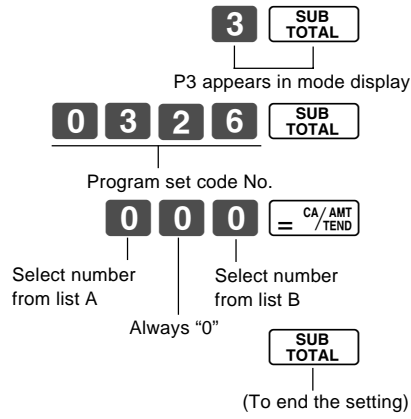 3 SUB TOTAL
P3 appears in mode display
0 3 2 6 SUB TOTAL
Program set code No.
0 0 0 = CA/AMT /TEND
Select number from list A
Select number from list B
Always “0”
SUB TOTAL
(To end the setting)